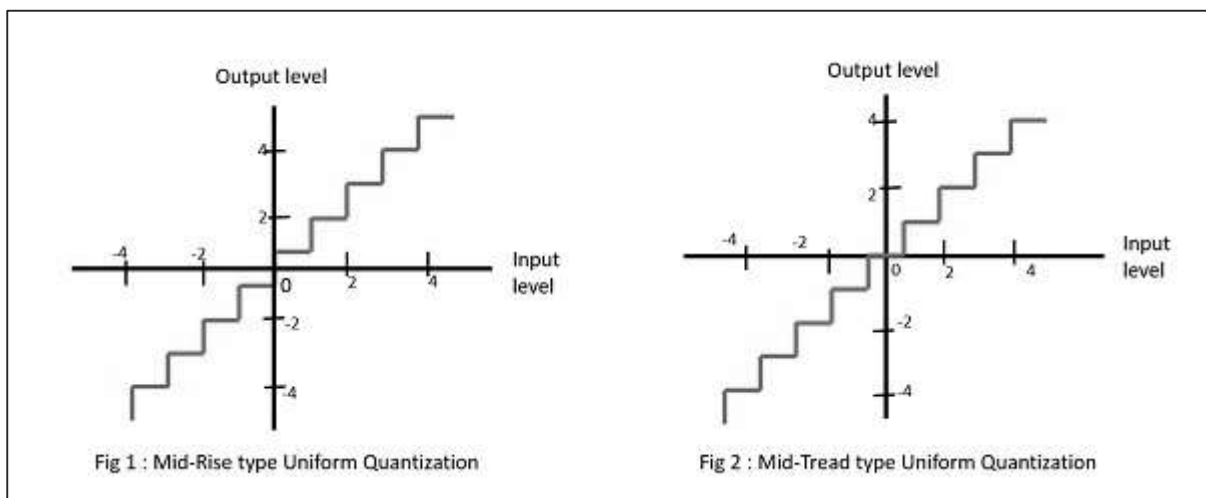 Output level
4
2
-4
-2
0
2
4
Input
level
-2
-4
Fig 1 : Mid-Rise type Uniform Quantization
Output level
4
2
-4
-2
0
2
4
Input
level
-2
-4
Fig 2 : Mid-Tread type Uniform Quantization